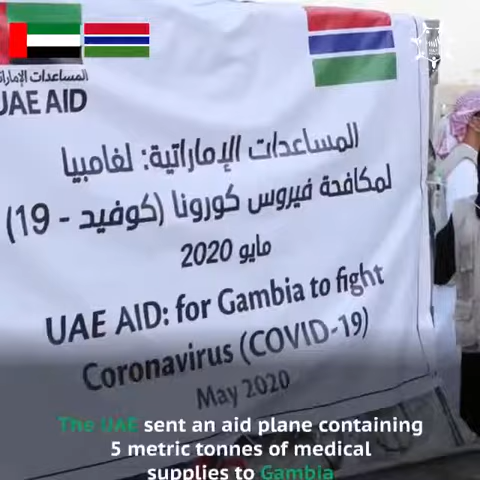 المساعدات الإمارا
UAE AID
المساعدات الإماراتية: لغامبيا
لمكافحة فيروس كورونا (كوفيد - 19)
مايو 2020
UAE AID: for Gambia to fight
Coronavirus (COVID-19)
May 2020
The UAE sent an aid plane containing
5 metric tonnes of medical
supplies to Gambia